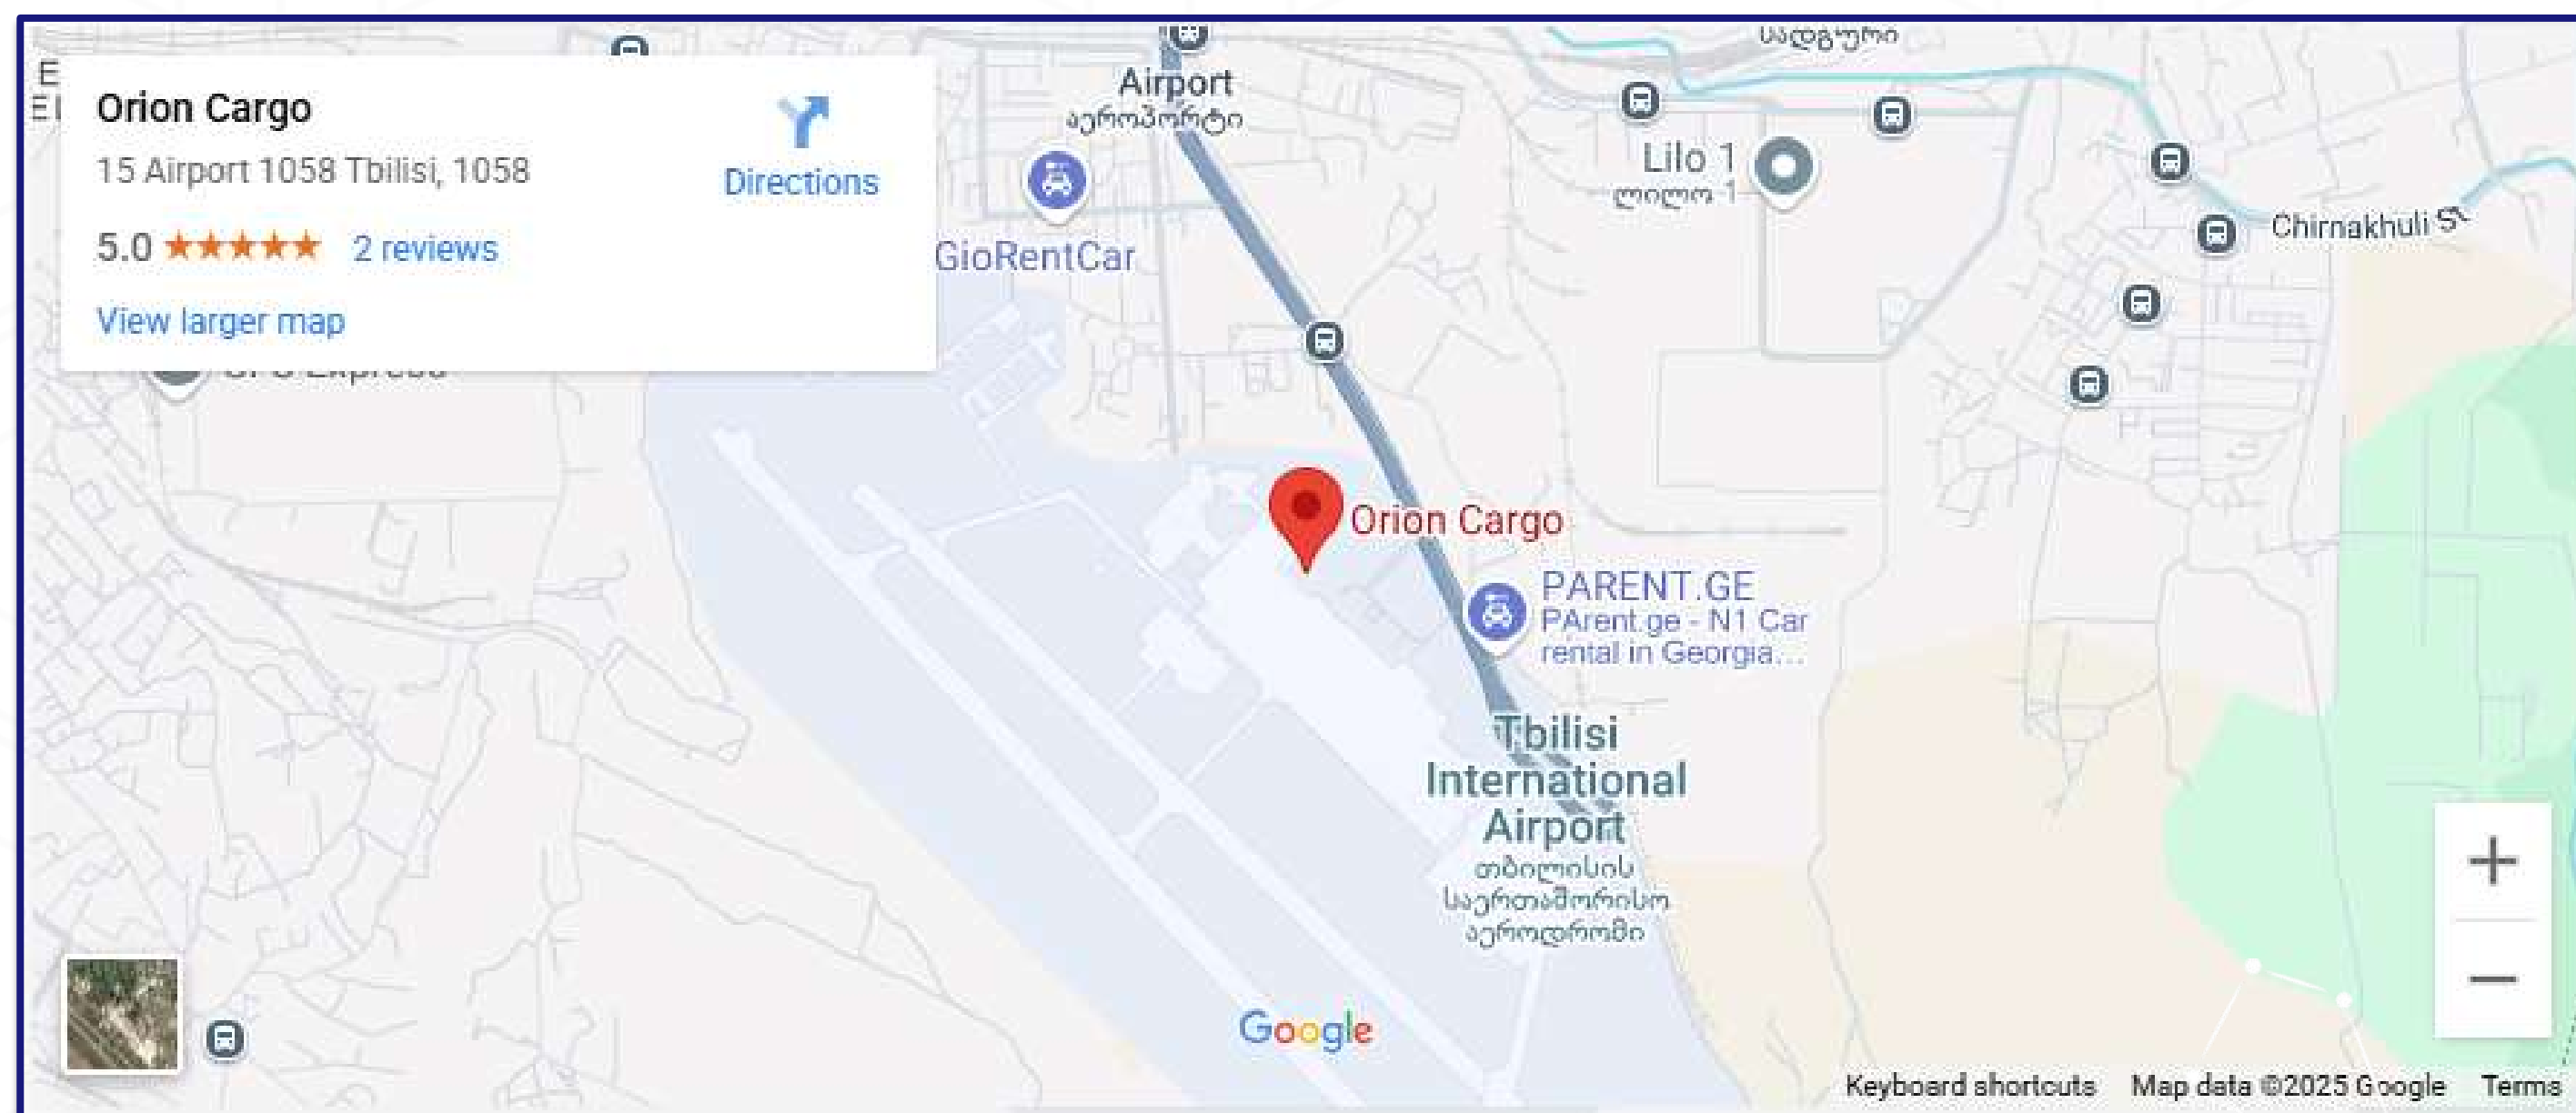 Orion Cargo
15 Airport 1058 Tbilisi, 1058
5.0
2 reviews
View larger map
Directions
Airport
აეროპორტი
GioRentCar
სადგური
Lilo 1
ლილო 1
Chirnakhuli St
Orion Cargo
PARENT.GE
PArent.ge - N1 Car
rental in Georgia...
Tbilisi
International
Airport
თბილისის
საერთაშორისო
აეროდრომი
Google
Keyboard shortcuts
Map data ©2025 Google
Terms